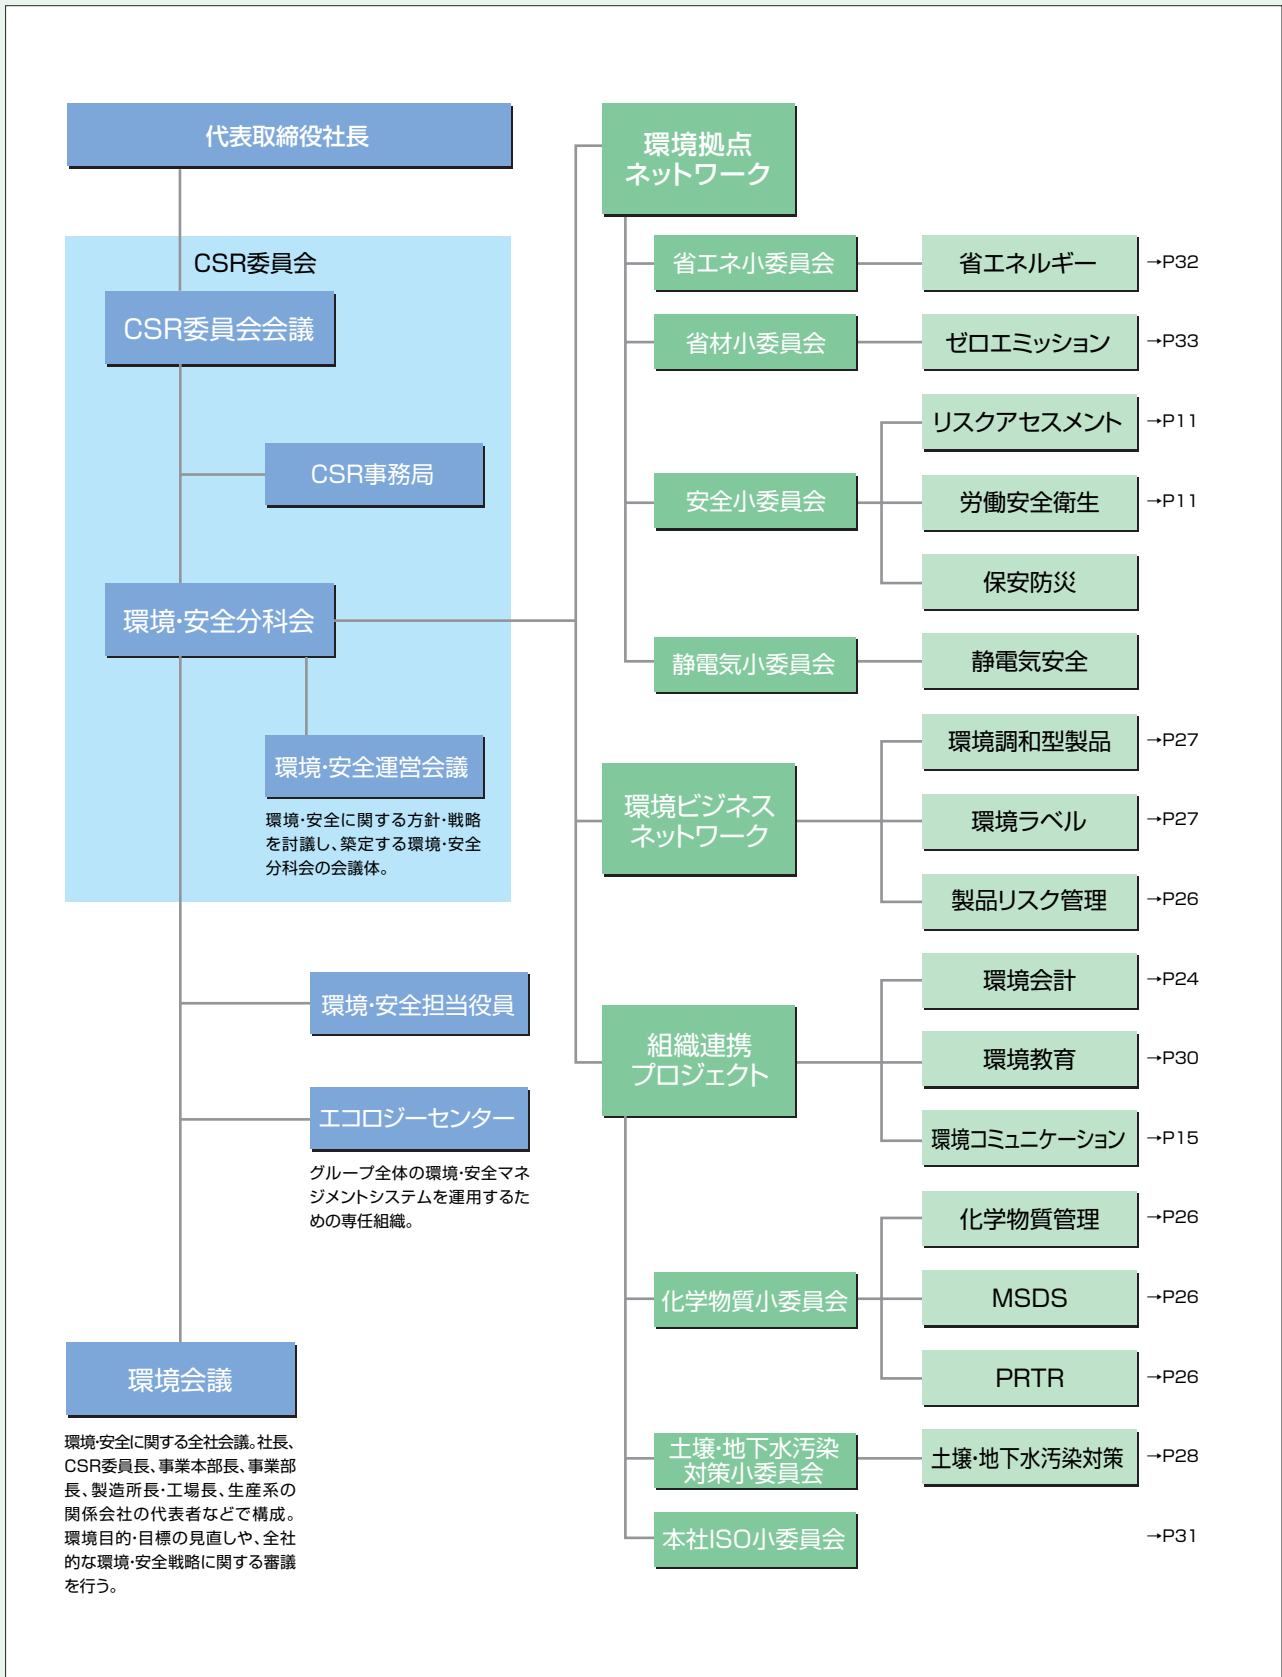 代表取締役社長
CSR委員会
CSR委員会会議
CSR事務局
環境・安全分科会
環境・安全運営会議
環境・安全に関する方針・戦略
を討議し、築定する環境・安全
分科会の会議体。
環境・安全担当役員
エコロジーセンター
グループ全体の環境・安全マネ
ジメントシステムを運用するた
めの専任組織。
環境会議
環境・安全に関する全社会議。社長、
CSR委員長、事業本部長、事業部
長、製造所長・工場長、生産系の
関係会社の代表者などで構成。
環境目的・目標の見直しや、全社
的な環境・安全戦略に関する審議
を行う。
環境拠点
ネットワーク
省エネ小委員会
省エネルギー
→P32
省材小委員会
ゼロエミッション
→P33
安全小委員会
リスクアセスメント
→P11
労働安全衛生
→P11
保安防災
静電気小委員会
静電気安全
環境ビジネス
ネットワーク
環境調和型製品
→P27
環境ラベル
→P27
製品リスク管理
→P26
組織連携
プロジェクト
環境会計
→P24
環境教育
→P30
環境コミュニケーション
→P15
化学物質小委員会
化学物質管理
→P26
MSDS
→P26
PRTR
→P26
土壌・地下水汚染
対策小委員会
土壌・地下水汚染対策
→P28
本社ISO小委員会
→P31